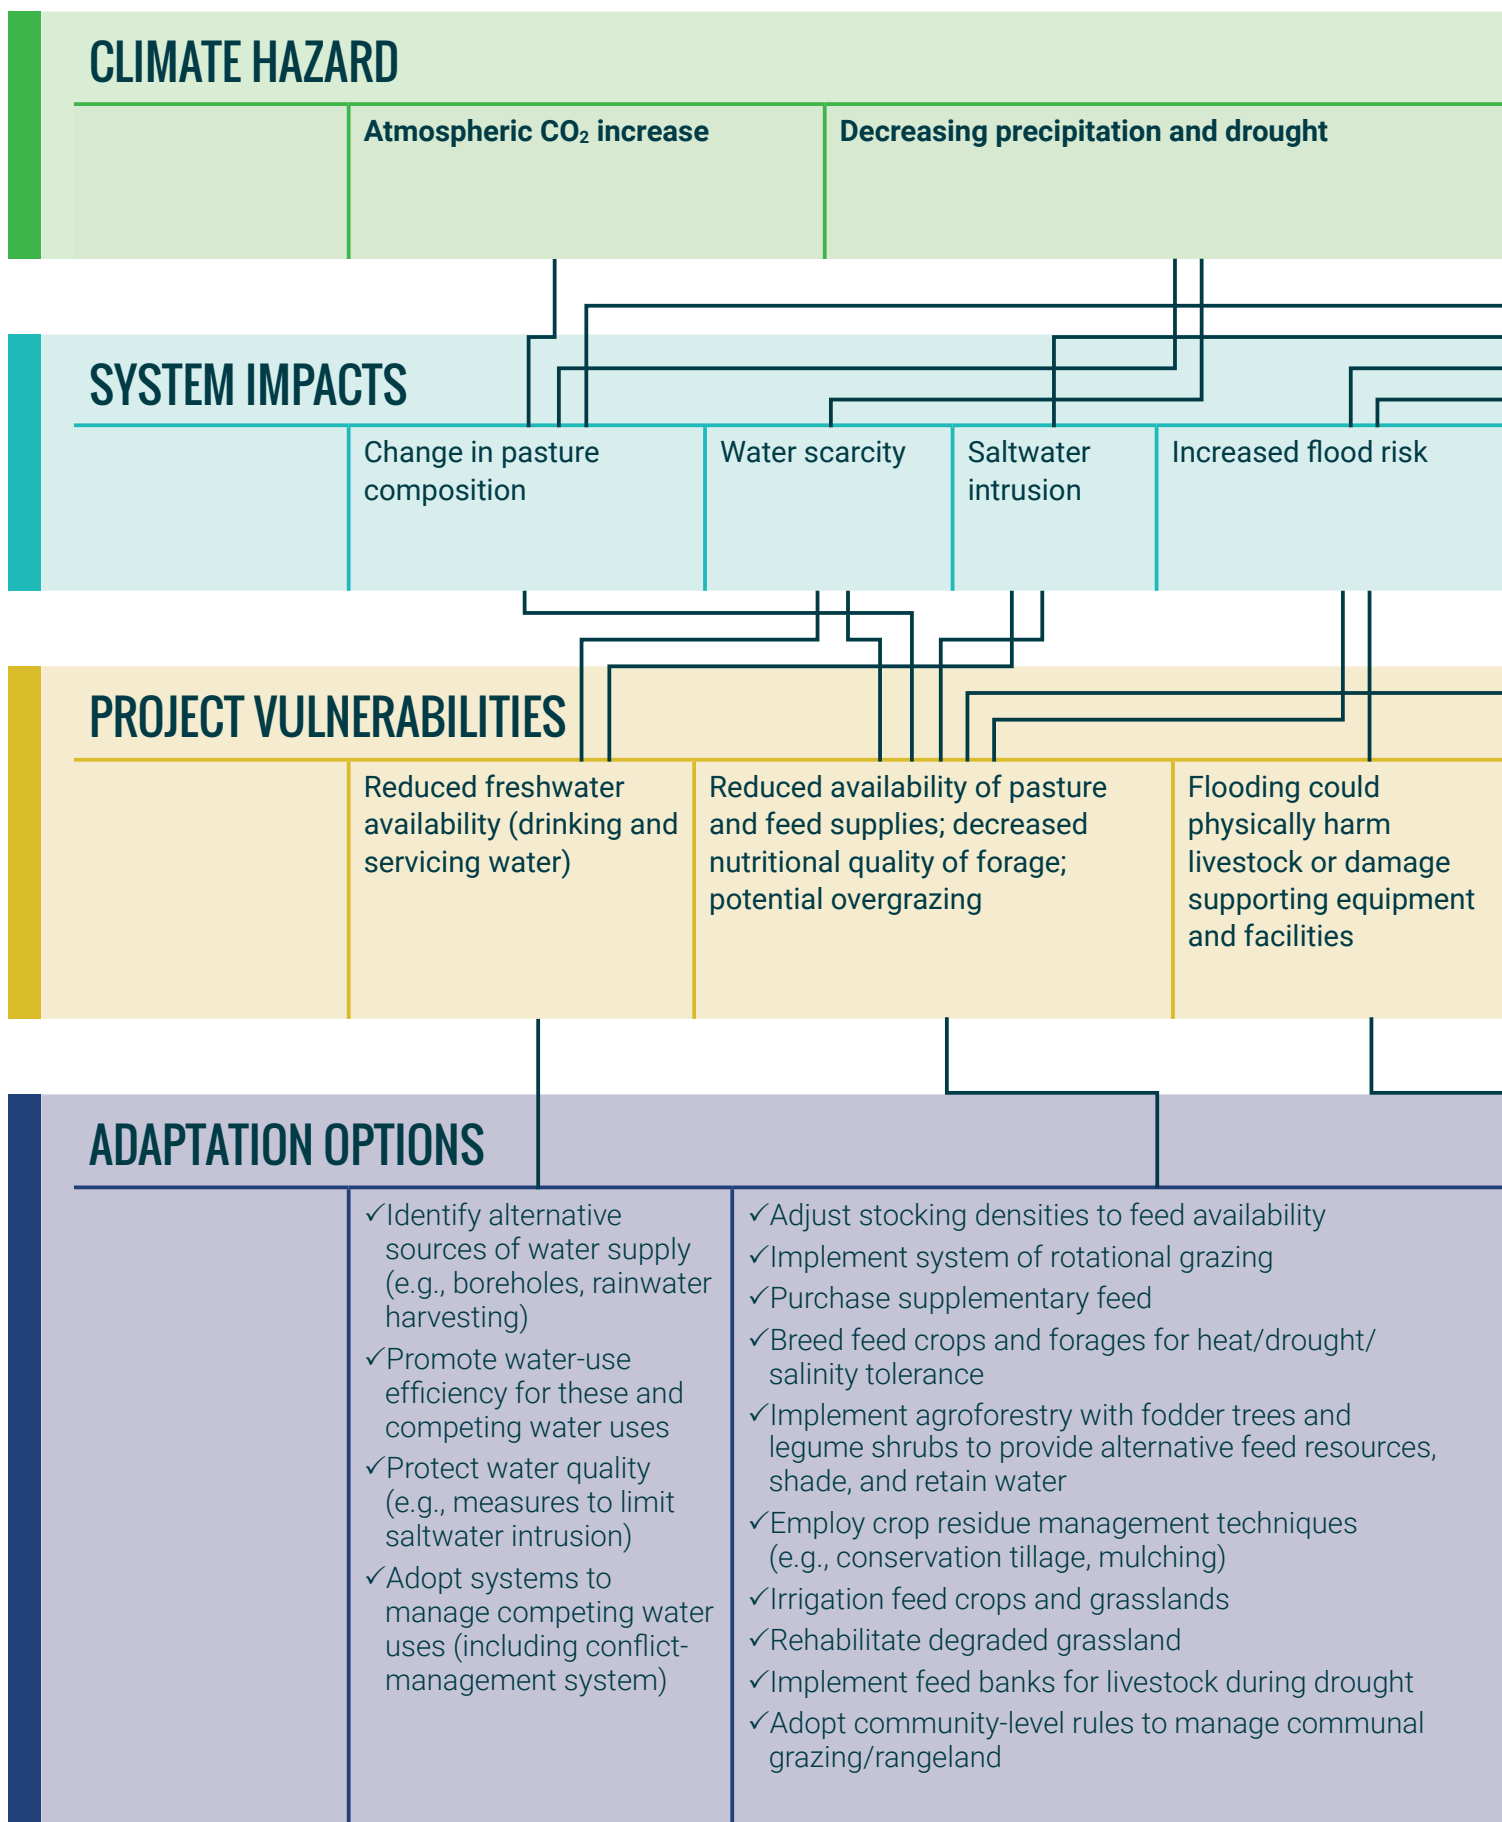 CLIMATE HAZARD
Atmospheric CO₂ increase
Decreasing precipitation and drought
SYSTEM IMPACTS
Change in pasture
composition
Water scarcity
Saltwater
intrusion
Increased flood risk
PROJECT VULNERABILITIES
Reduced freshwater
availability (drinking and
servicing water)
Reduced availability of pasture
and feed supplies; decreased
nutritional quality of forage;
potential overgrazing
Flooding could
physically harm
livestock or damage
supporting equipment
and facilities
ADAPTATION OPTIONS
✓Identify alternative
sources of water supply
(e.g., boreholes, rainwater
harvesting)
✓Promote water-use
efficiency for these and
competing water uses
✓Protect water quality
(e.g., measures to limit
saltwater intrusion)
✓Adopt systems to
manage competing water
uses (including conflict-
management system)
✓Adjust stocking densities to feed availability
✓Implement system of rotational grazing
✓Purchase supplementary feed
✓Breed feed crops and forages for heat/drought/
salinity tolerance
✓Implement agroforestry with fodder trees and
legume shrubs to provide alternative feed resources,
shade, and retain water
✓Employ crop residue management techniques
(e.g., conservation tillage, mulching)
✓Irrigation feed crops and grasslands
✓Rehabilitate degraded grassland
✓Implement feed banks for livestock during drought
✓Adopt community-level rules to manage communal
grazing/rangeland